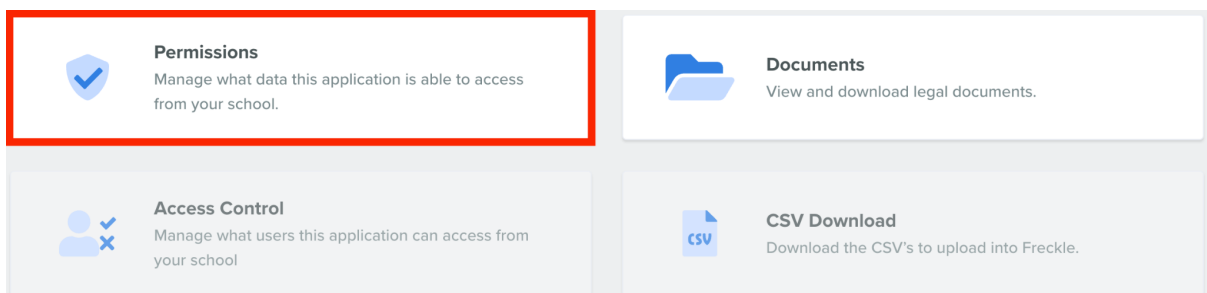 Permissions
Manage what data this application is able to access
from your school.
Documents
View and download legal documents.
Access Control
Manage what users this application can access from
your school
CSV
CSV Download
Download the CSV's to upload into Freckle.